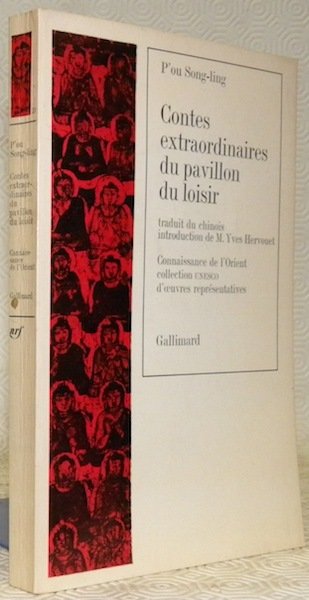 P'ou
Song-ling
Contes
extraor-
dinaires
du
pavillon
du loisir
Connais-
sance
de l'Orient
Gallimard
nrf
P'ou Song-ling
Contes
extraordinaires
du pavillon
du loisir
traduit du chinois
introduction de M. Yves Hervouet
Connaissance de l'Orient
collection UNESCO
d'œuvres représentatives
Gallimard